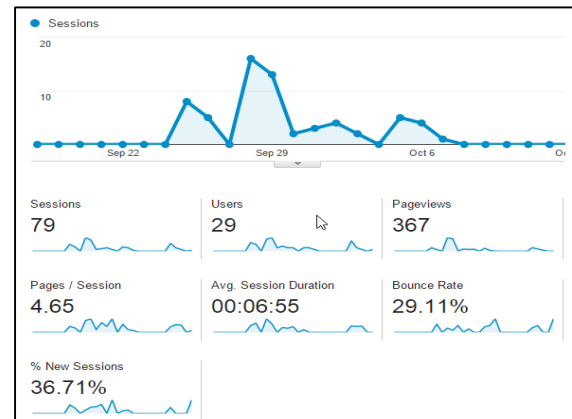 Sessions
20
10
Sep 22
Sep 29
Oct 6
Sessions
Users
Pageviews
79
29
367
Pages / Session
Avg. Session Duration
Bounce Rate
4.65
00:06:55
29.11%
% New Sessions
36.71%